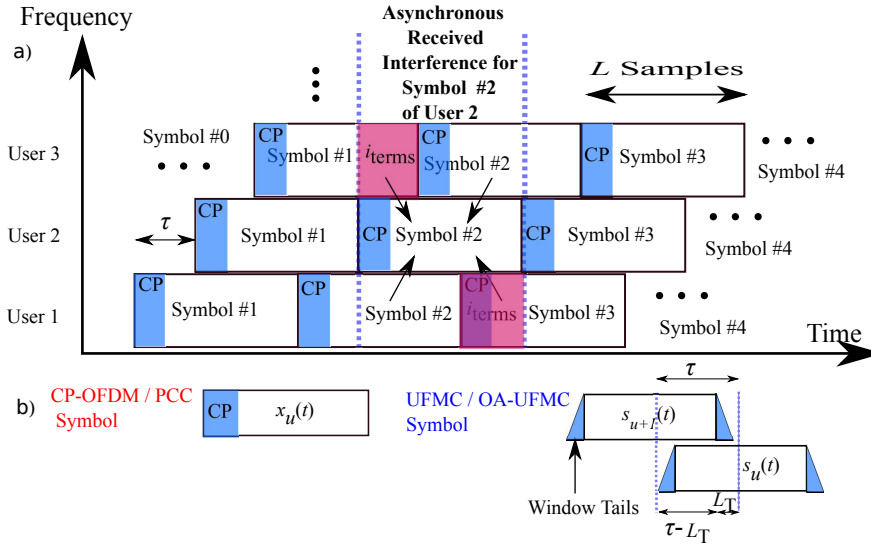 Frequency
a)
Asynchronous
Received
Interference for
Symbol #2
of User 2
L Samples
User 3
Symbol #0
CP
Symbol #1
i_terms
CP
Symbol #2
CP
Symbol #3
Symbol #4
User 2
τ
CP
Symbol #1
CP
Symbol #2
CP
Symbol #3
Symbol #4
User 1
CP
Symbol #1
CP
Symbol #2
CP
i_terms
Symbol #3
Symbol #4
Time
b)
CP-OFDM / PCC
Symbol
CP
x_u(t)
UFMC / OA-UFMC
Symbol
τ
s_{u+1}(t)
s_u(t)
Window Tails
L_T
τ- L_T